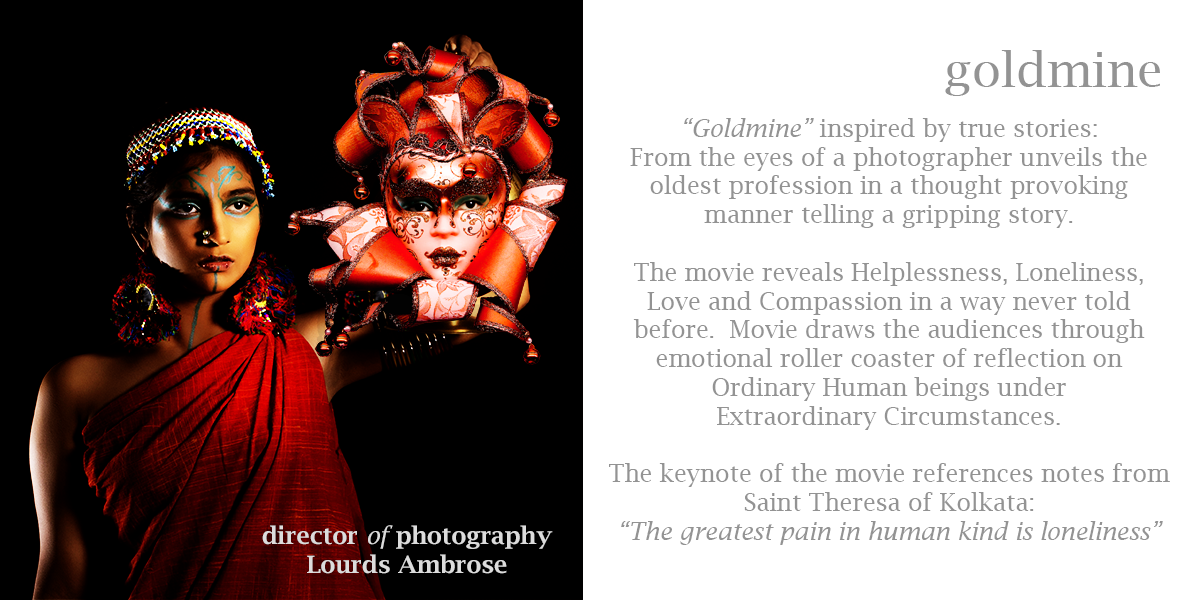 director of photography
Lourds Ambrose
goldmine
“Goldmine” inspired by true stories:
From the eyes of a photographer unveils the
oldest profession in a thought provoking
manner telling a gripping story.
The movie reveals Helplessness, Loneliness,
Love and Compassion in a way never told
before.  Movie draws the audiences through
emotional roller coaster of reflection on
Ordinary Human beings under
Extraordinary Circumstances.
The keynote of the movie references notes from
Saint Theresa of Kolkata:
“The greatest pain in human kind is loneliness”